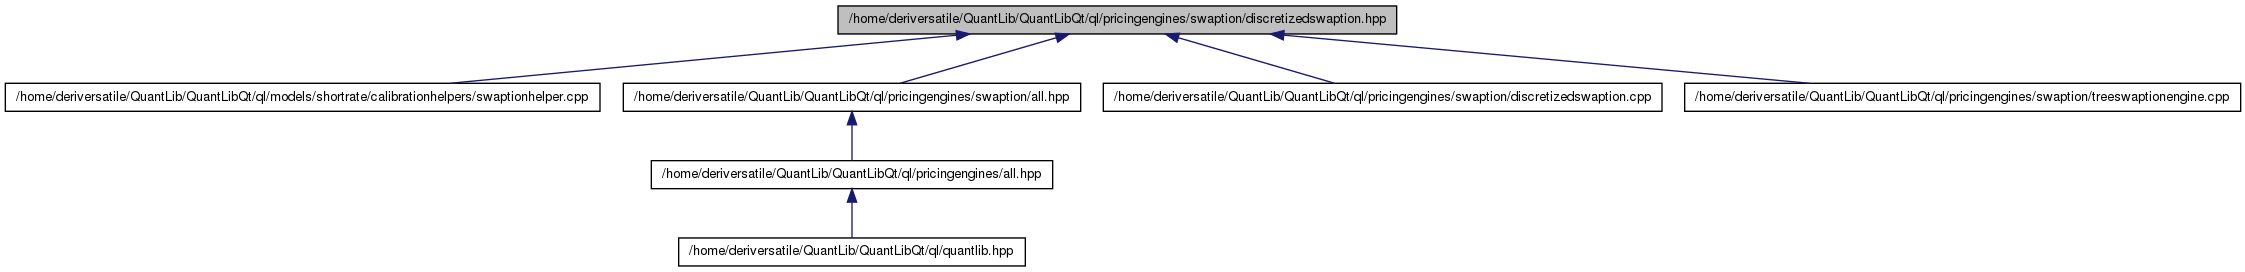 /home/deriversatile/QuantLib/QuantLibQt/ql/pricingengines/swaption/discretizedswaption.hpp
/home/deriversatile/QuantLib/QuantLibQt/ql/models/shortrate/calibrationhelpers/swaptionhelper.cpp
/home/deriversatile/QuantLib/QuantLibQt/ql/pricingengines/swaption/all.hpp
/home/deriversatile/QuantLib/QuantLibQt/ql/pricingengines/swaption/discretizedswaption.cpp
/home/deriversatile/QuantLib/QuantLibQt/ql/pricingengines/swaption/treeswaptionengine.cpp
/home/deriversatile/QuantLib/QuantLibQt/ql/pricingengines/all.hpp
/home/deriversatile/QuantLib/QuantLibQt/ql/quantlib.hpp